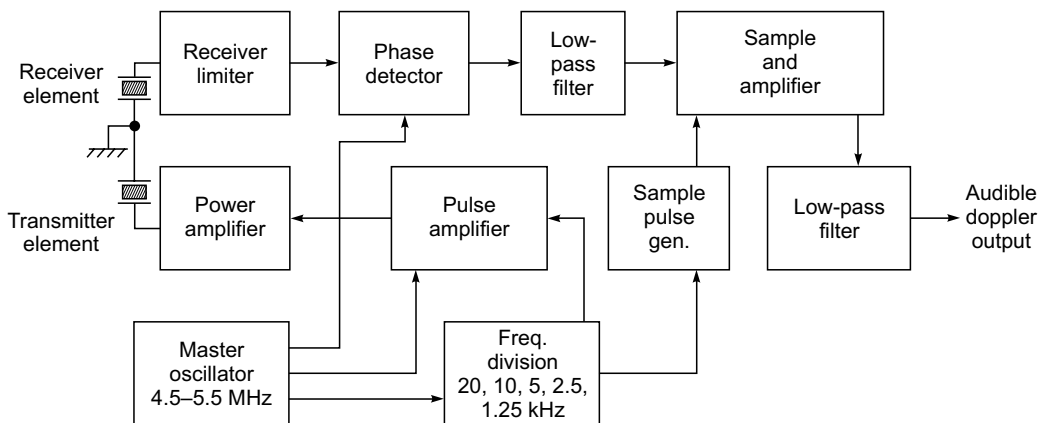 Receiver
element
Receiver
limiter
Phase
detector
Low-
pass
filter
Sample
and
amplifier
Transmitter
element
Power
amplifier
Pulse
amplifier
Sample
pulse
gen.
Low-pass
filter
Audible
doppler
output
Master
oscillator
4.5–5.5 MHz
Freq.
division
20, 10, 5, 2.5,
1.25 kHz